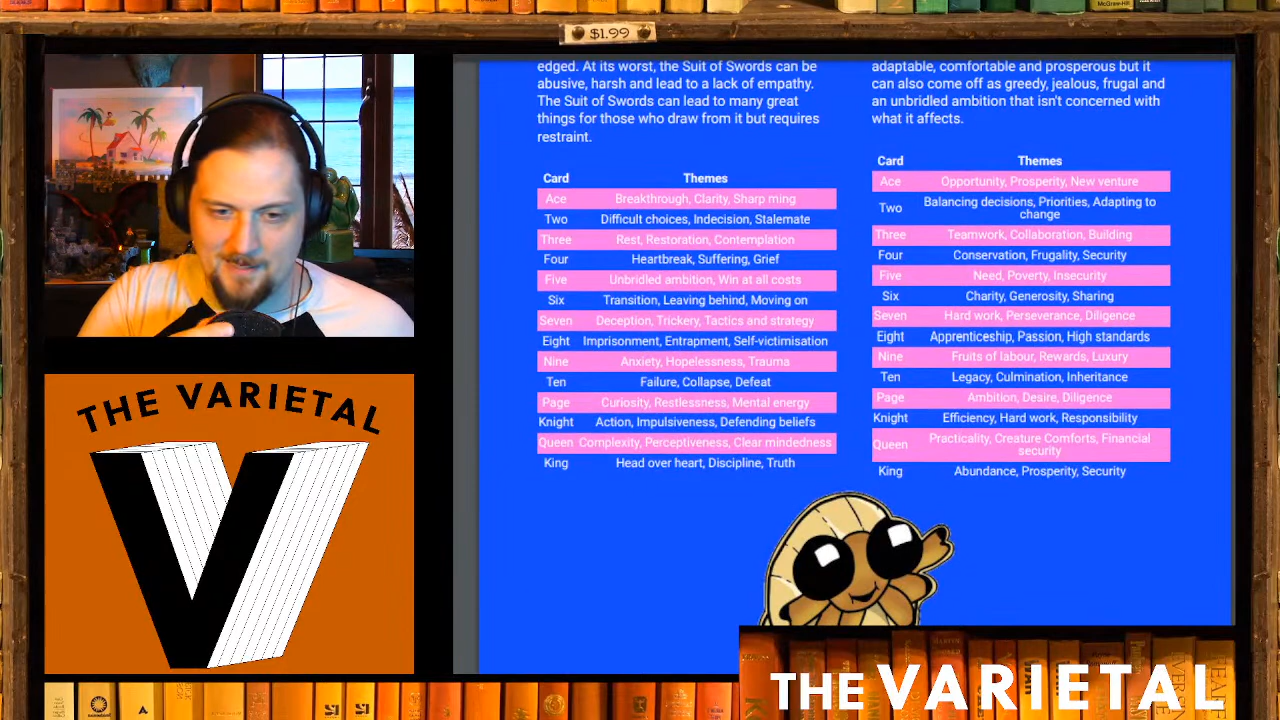 McGraw-Hill
$1.99
edged. At its worst, the Suit of Swords can be
abusive, harsh and lead to a lack of empathy.
The Suit of Swords can lead to many great
things for those who draw from it but requires
restraint.
Card Themes
Ace Breakthrough, Clarity, Sharp ming
Two Difficult choices, Indecision, Stalemate
Three Rest, Restoration, Contemplation
Four Heartbreak, Suffering, Grief
Five Unbridled ambition, Win at all costs
Six Transition, Leaving behind, Moving on
Seven Deception, Trickery, Tactics and strategy
Eight Imprisonment, Entrapment, Self-victimisation
Nine Anxiety, Hopelessness, Trauma
Ten Failure, Collapse, Defeat
Page Curiosity, Restlessness, Mental energy
Knight Action, Impulsiveness, Defending beliefs
Queen Complexity, Perceptiveness, Clear mindedness
King Head over heart, Discipline, Truth
adaptable, comfortable and prosperous but it
can also come off as greedy, jealous, frugal and
an unbridled ambition that isn't concerned with
what it affects.
Card Themes
Ace Opportunity, Prosperity, New venture
Two Balancing decisions, Priorities, Adapting to
change
Three Teamwork, Collaboration, Building
Four Conservation, Frugality, Security
Five Need, Poverty, Insecurity
Six Charity, Generosity, Sharing
Seven Hard work, Perseverance, Diligence
Eight Apprenticeship, Passion, High standards
Nine Fruits of labour, Rewards, Luxury
Ten Legacy, Culmination, Inheritance
Page Ambition, Desire, Diligence
Knight Efficiency, Hard work, Responsibility
Queen Practicality, Creature Comforts, Financial
security
King Abundance, Prosperity, Security
THE VARIETAL
V
THE VARIETAL